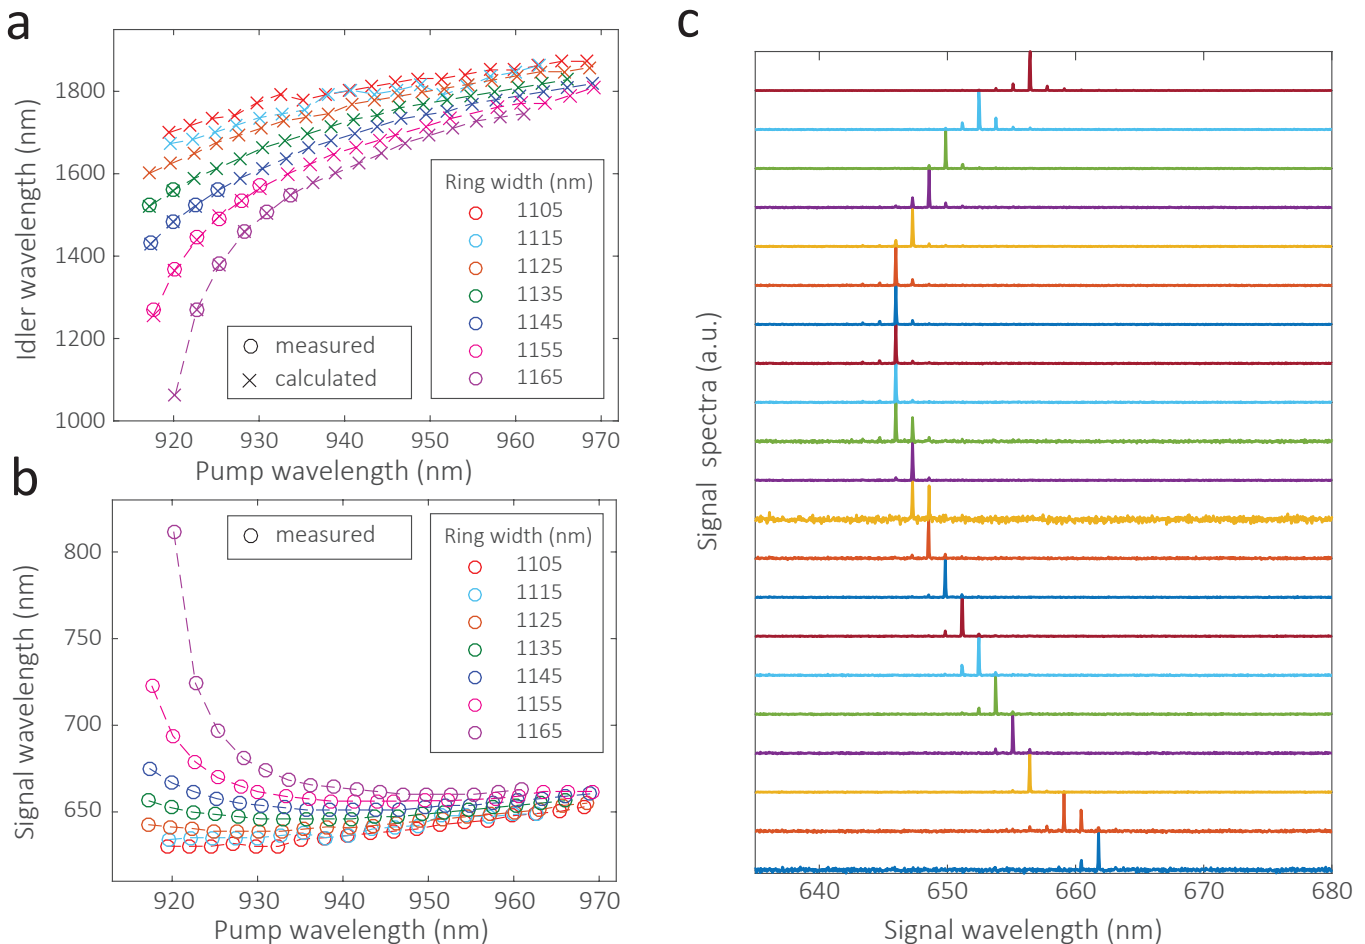 a
Idler wavelength (nm)
1800
1600
1400
1200
1000
920
930
940
950
960
970
Pump wavelength (nm)
measured
calculated
Ring width (nm)
1105
1115
1125
1135
1145
1155
1165
b
Signal wavelength (nm)
800
750
700
650
920
930
940
950
960
970
Pump wavelength (nm)
measured
Ring width (nm)
1105
1115
1125
1135
1145
1155
1165
c
Signal spectra (a.u.)
640
650
660
670
680
Signal wavelength (nm)